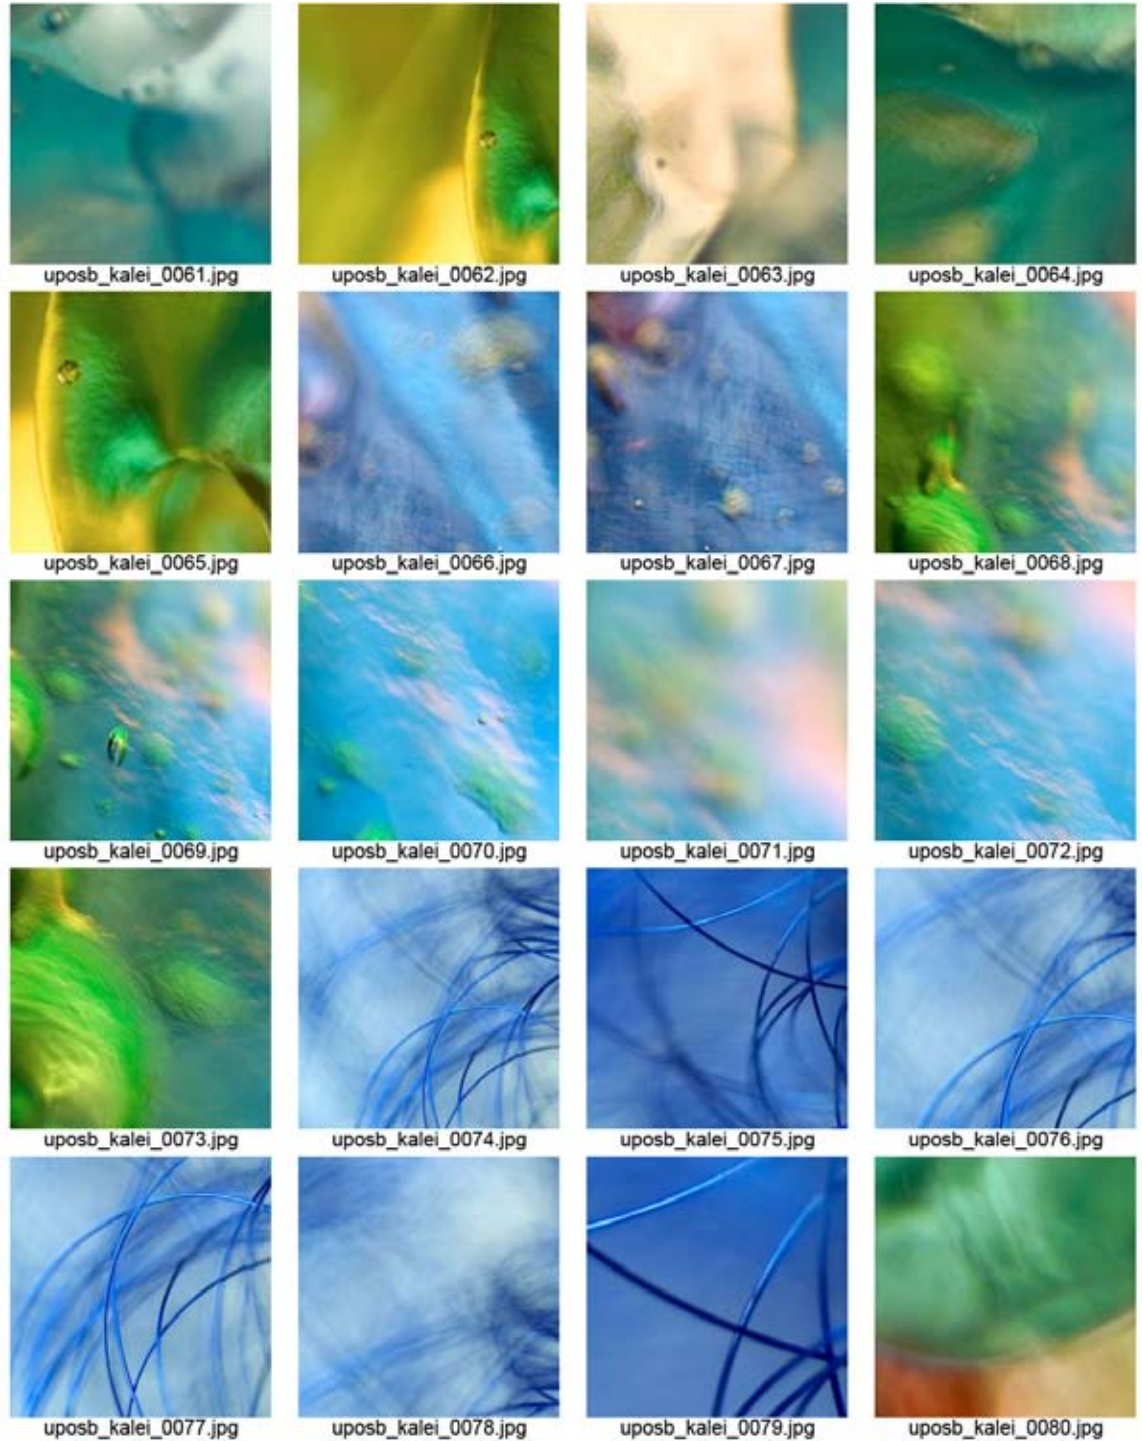 uposb_kalei_0061.jpg uposb_kalei_0062.jpg uposb_kalei_0063.jpg uposb_kalei_0064.jpg
uposb_kalei_0065.jpg uposb_kalei_0066.jpg uposb_kalei_0067.jpg uposb_kalei_0068.jpg
uposb_kalei_0069.jpg uposb_kalei_0070.jpg uposb_kalei_0071.jpg uposb_kalei_0072.jpg
uposb_kalei_0073.jpg uposb_kalei_0074.jpg uposb_kalei_0075.jpg uposb_kalei_0076.jpg
uposb_kalei_0077.jpg uposb_kalei_0078.jpg uposb_kalei_0079.jpg uposb_kalei_0080.jpg